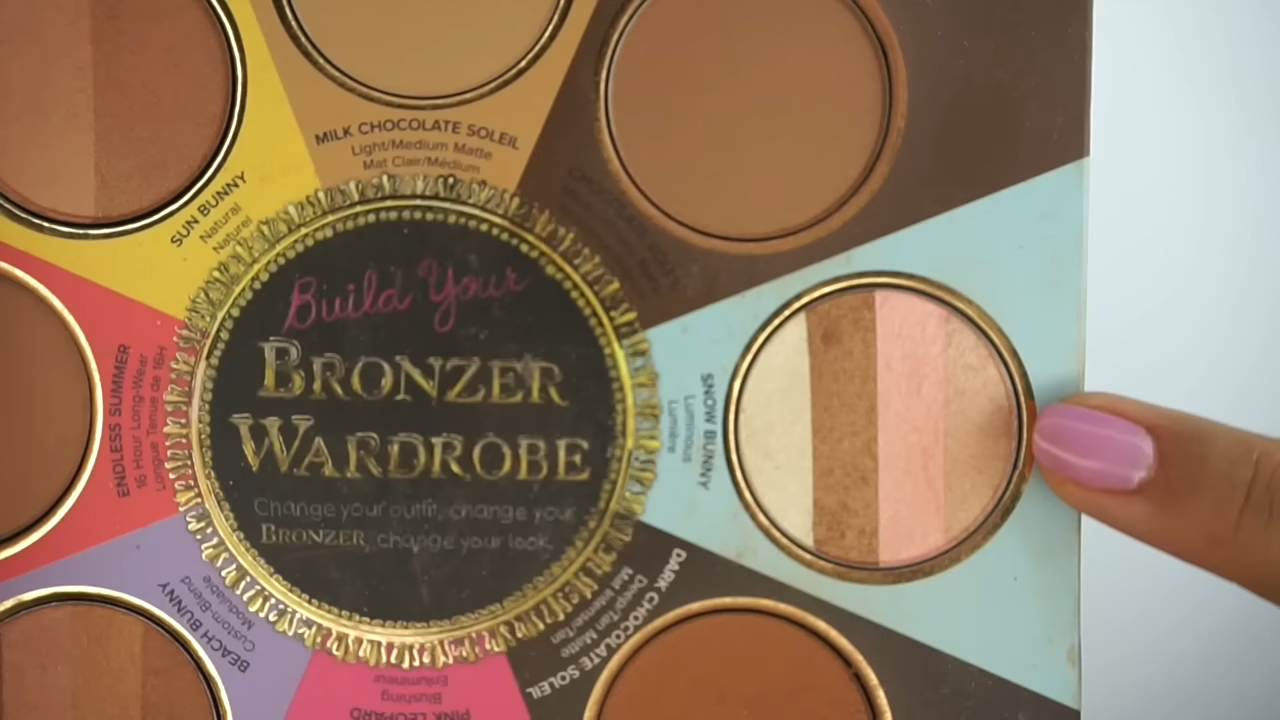 MILK CHOCOLATE SOLEIL
Light/Medium Matte
Mat Clair/Médium
SUN BUNNY
Natural
Naturel
Build Your
BRONZER
WARDROBE
Change your outfit, change your
BRONZER, change your look.
ENDLESS SUMMER
16 Hour Long-Wear
Longue Tenue de 16H
SNOW BUNNY
Luminous
Lumière
BEACH BUNNY
Custom-Blend
Modulable
PINK LEOPARD
Blushing
Enlumineur
DARK CHOCOLATE SOLEIL
Deep/Tan Matte
Mat Intense/Tan